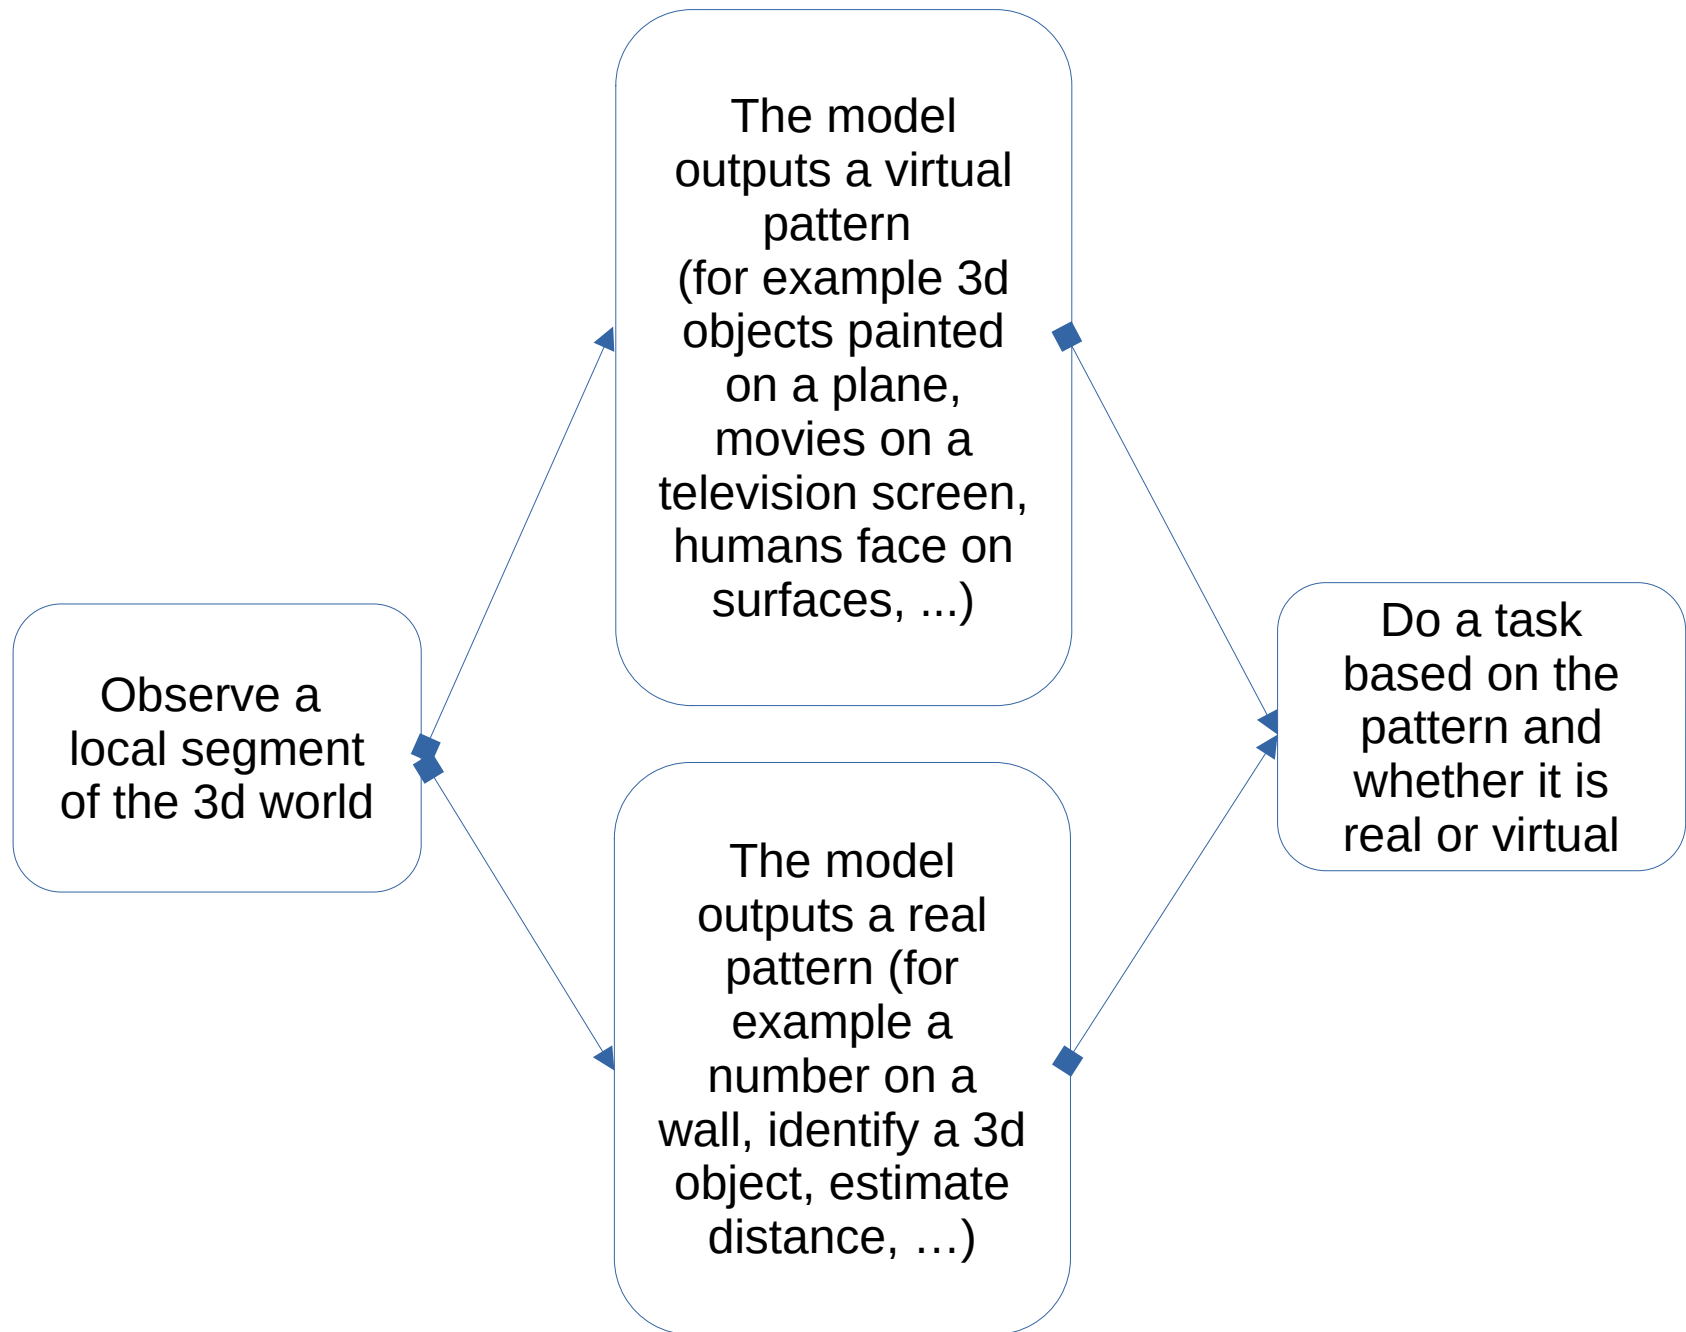 Observe a
local segment
of the 3d world
The model
outputs a virtual
pattern
(for example 3d
objects painted
on a plane,
movies on a
television screen,
humans face on
surfaces, ...)
The model
outputs a real
pattern (for
example a
number on a
wall, identify a 3d
object, estimate
distance, …)
Do a task
based on the
pattern and
whether it is
real or virtual